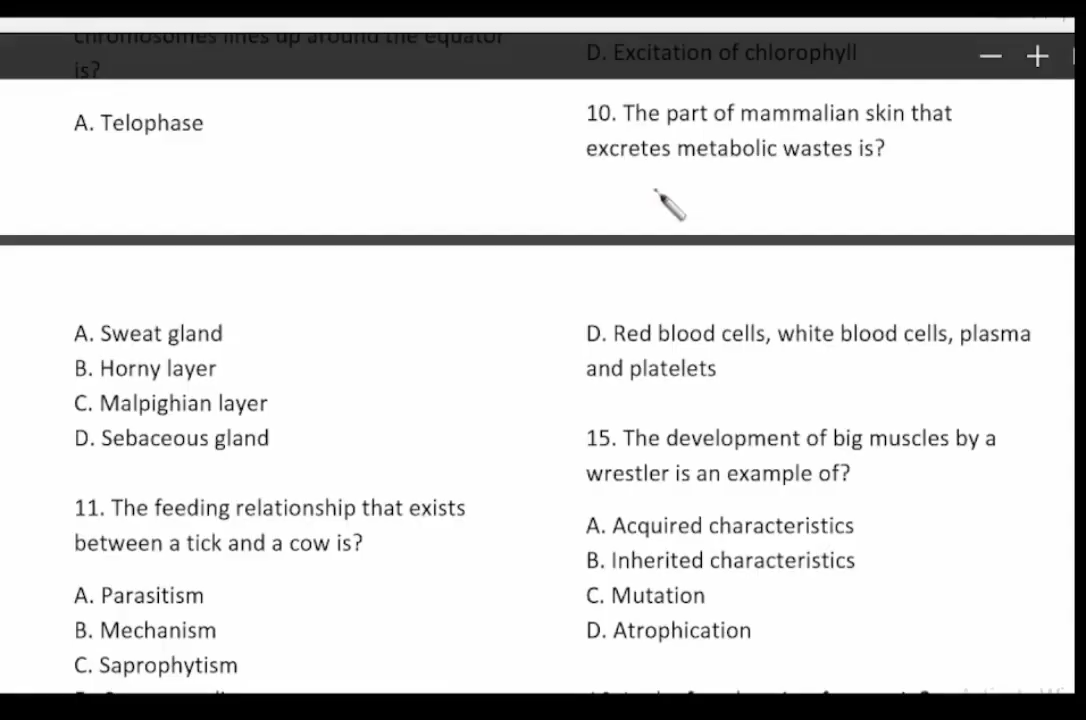 chromosomes lines up around the equator
is?
A. Telophase
D. Excitation of chlorophyll
10. The part of mammalian skin that
excretes metabolic wastes is?
A. Sweat gland
B. Horny layer
C. Malpighian layer
D. Sebaceous gland
11. The feeding relationship that exists
between a tick and a cow is?
A. Parasitism
B. Mechanism
C. Saprophytism
D. Red blood cells, white blood cells, plasma
and platelets
15. The development of big muscles by a
wrestler is an example of?
A. Acquired characteristics
B. Inherited characteristics
C. Mutation
D. Atrophication